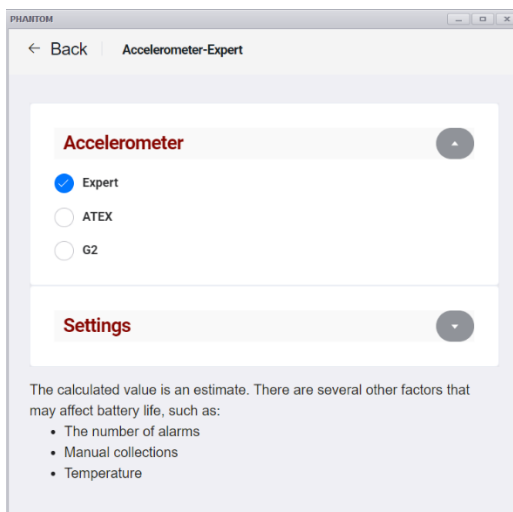 PHANTOM
← Back
Accelerometer-Expert
Accelerometer
Expert
ATEX
G2
Settings
The calculated value is an estimate. There are several other factors that
may affect battery life, such as:
• The number of alarms
• Manual collections
• Temperature